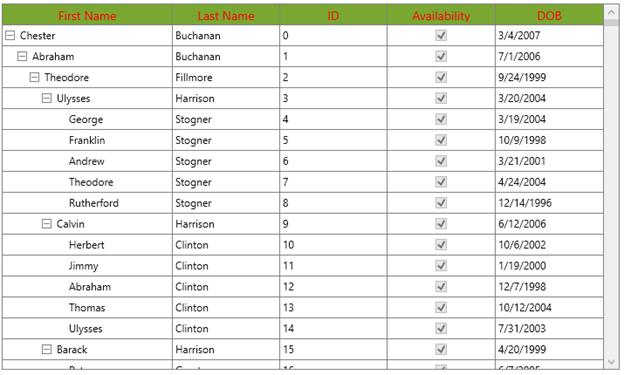 First Name Last Name ID Availability DOB
Chester Buchanan 0 3/4/2007
Abraham Buchanan 1 7/1/2006
Theodore Fillmore 2 9/24/1999
Ulysses Harrison 3 3/20/2004
George Stogner 4 3/19/2004
Franklin Stogner 5 10/9/1998
Andrew Stogner 6 3/21/2001
Theodore Stogner 7 4/24/2004
Rutherford Stogner 8 12/14/1996
Calvin Harrison 9 6/12/2006
Herbert Clinton 10 10/6/2002
Jimmy Clinton 11 1/19/2000
Abraham Clinton 12 12/7/1998
Thomas Clinton 13 10/12/2004
Ulysses Clinton 14 7/31/2003
Barack Harrison 15 4/20/1999